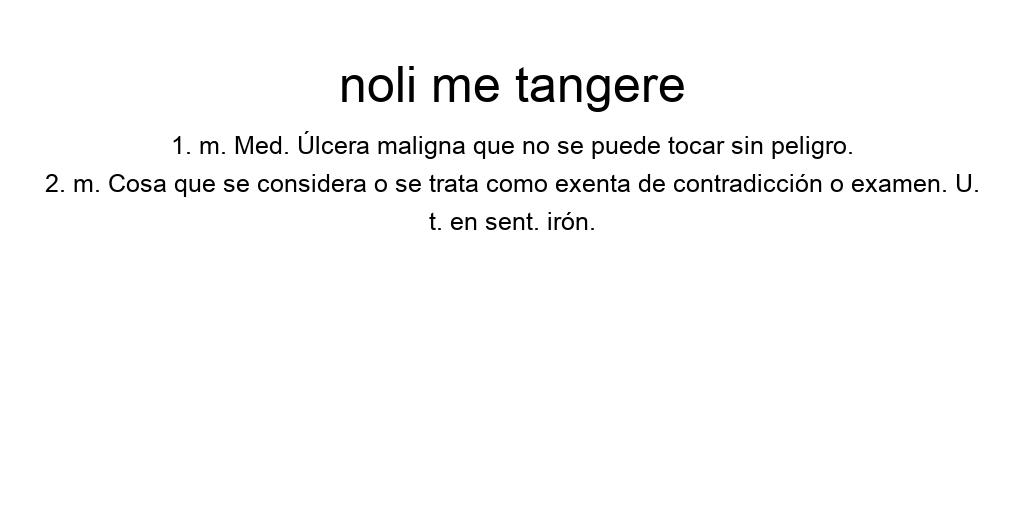 noli me tangere
1. m. Med. Úlcera maligna que no se puede tocar sin peligro.
2. m. Cosa que se considera o se trata como exenta de contradicción o examen. U.
t. en sent. irón.